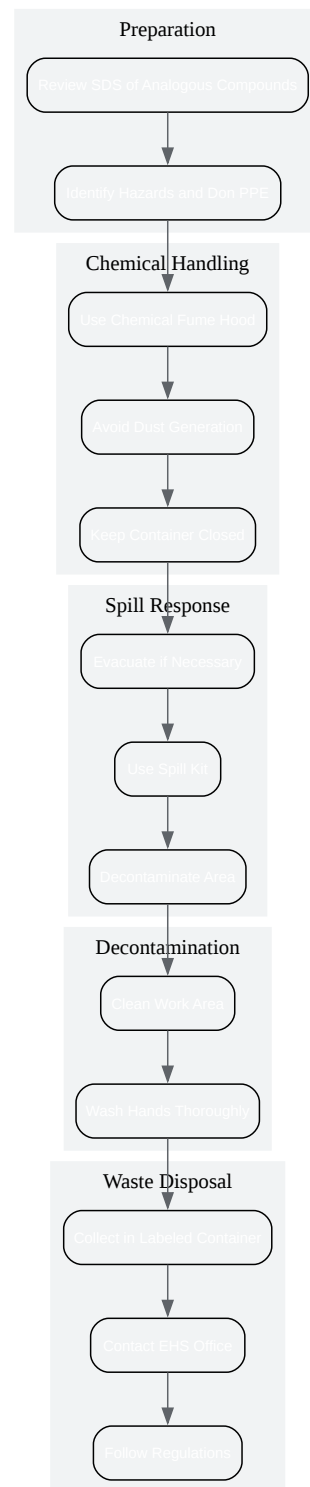 Preparation
Review SDS of Analogous Compounds
Identify Hazards and Don PPE
Chemical Handling
Use Chemical Fume Hood
Avoid Dust Generation
Keep Container Closed
Spill Response
Evacuate if Necessary
Use Spill Kit
Decontaminate Area
Decontamination
Clean Work Area
Wash Hands Thoroughly
Waste Disposal
Collect in Labeled Container
Contact EHS Office
Follow Regulations